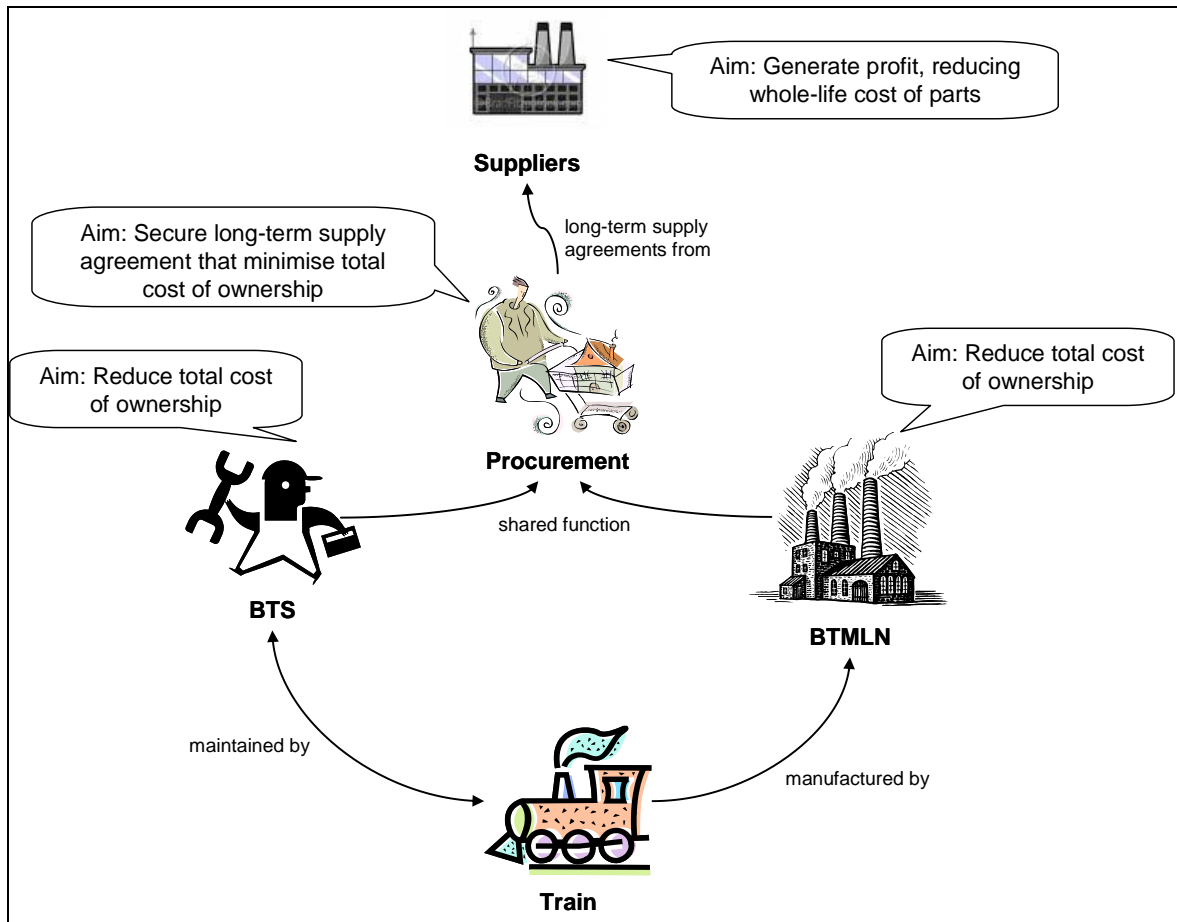 Aim: Generate profit, reducing
whole-life cost of parts
Suppliers
long-term supply
agreements from
Aim: Secure long-term supply
agreement that minimise total
cost of ownership
Aim: Reduce total cost
of ownership
Aim: Reduce total cost
of ownership
Procurement
shared function
BTS
BTMLN
maintained by
manufactured by
Train